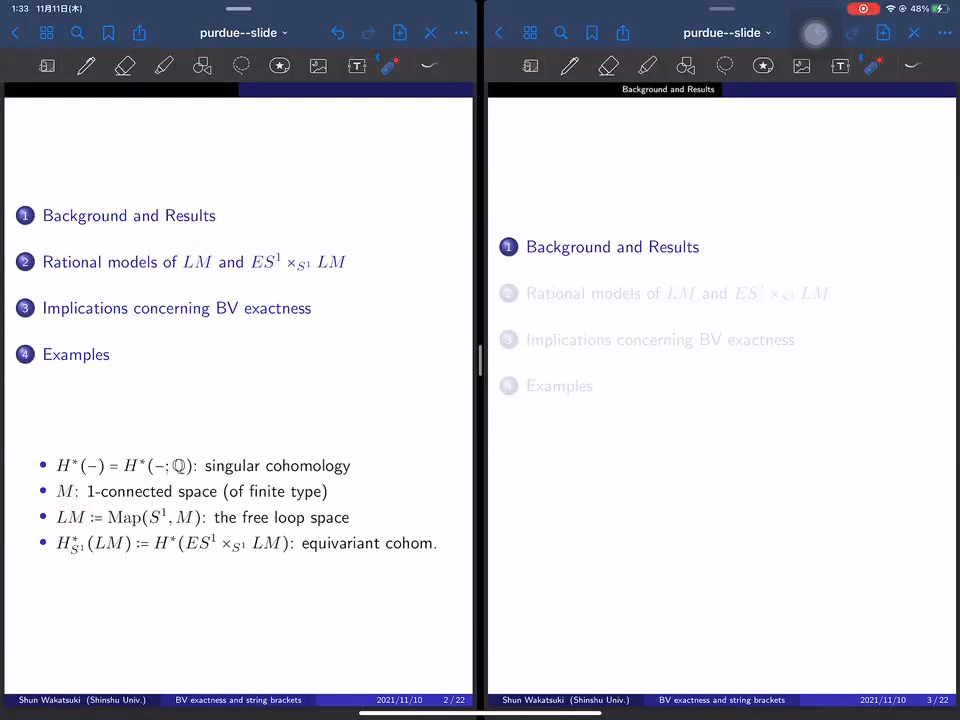 1:33 11月11日(木)
48%
purdue--slide
purdue--slide
T
T
1 Background and Results
2 Rational models of LM and ES¹ ×_{S¹} LM
3 Implications concerning BV exactness
4 Examples
• H*(−) = H*(−;ℚ): singular cohomology
• M: 1-connected space (of finite type)
• LM ≔ Map(S¹, M): the free loop space
• H*_{S¹}(LM) ≔ H*(ES¹ ×_{S¹} LM): equivariant cohom.
Shun Wakatsuki (Shinshu Univ.) BV exactness and string brackets 2021/11/10 2 / 22
Background and Results
1 Background and Results
2 Rational models of LM and ES¹ ×_{S¹} LM
3 Implications concerning BV exactness
4 Examples
Shun Wakatsuki (Shinshu Univ.) BV exactness and string brackets 2021/11/10 3 / 22